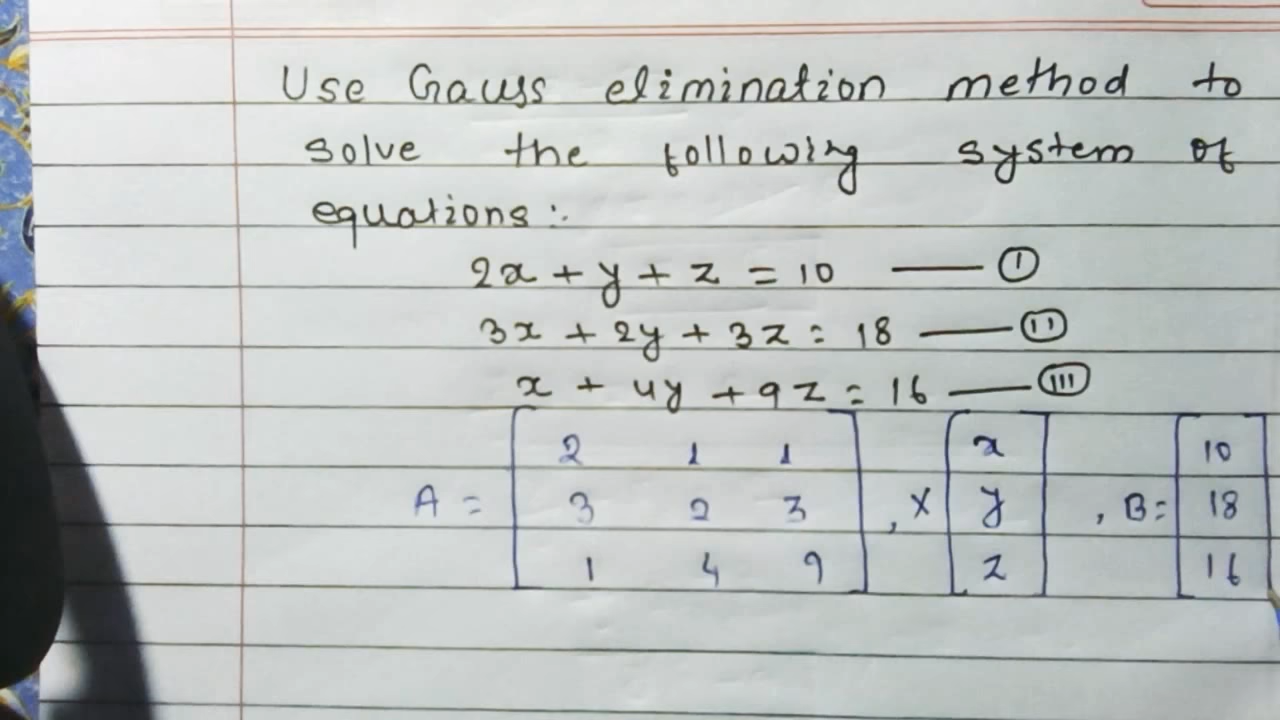 Use Gauss elimination method to
solve the following system of
equations:
2x + y + z = 10 —— (I)
3x + 2y + 3z = 18 —— (II)
x + 4y + 9z = 16 —— (III)
A = [2 1 1
3 2 3
1 4 9] , X [x
y
z] , B = [10
18
16]